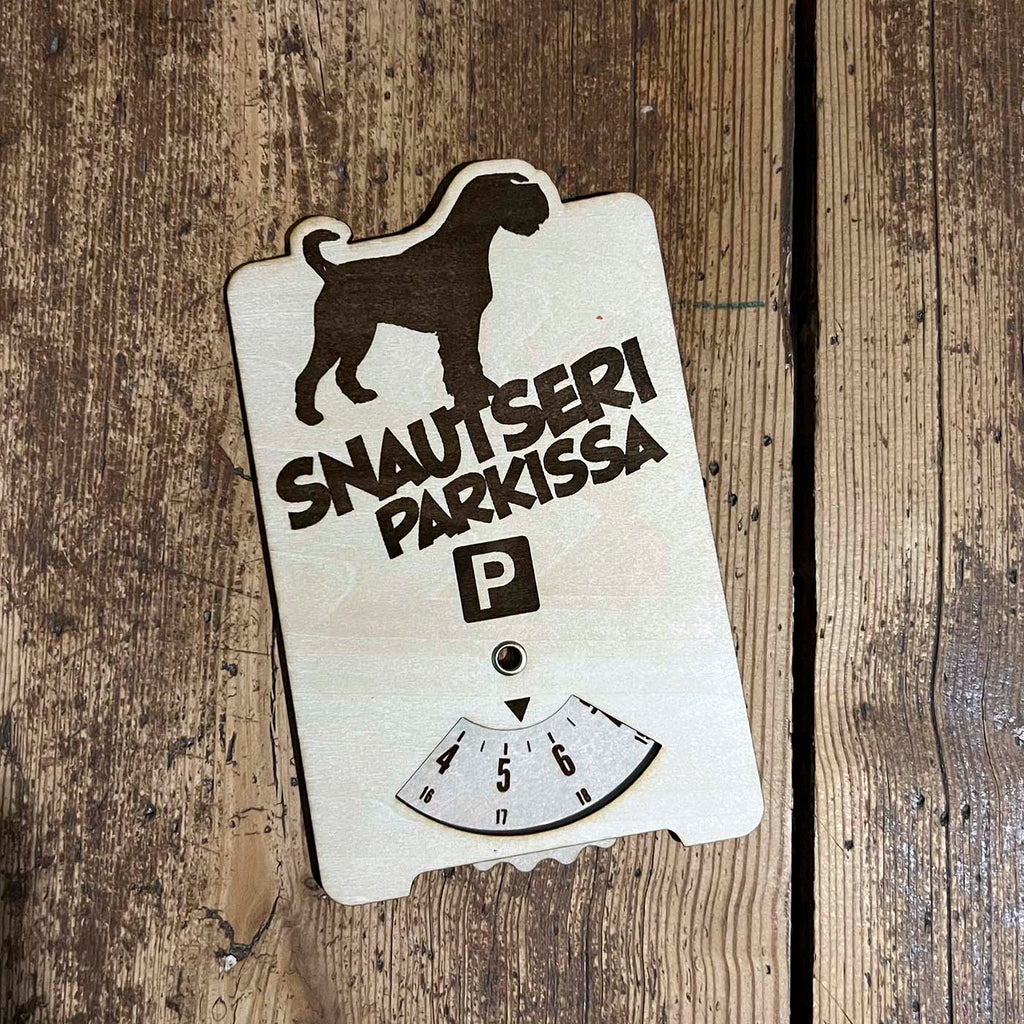 SNAUTSERI
PARKISSA
P
4 5 6
16 17 18